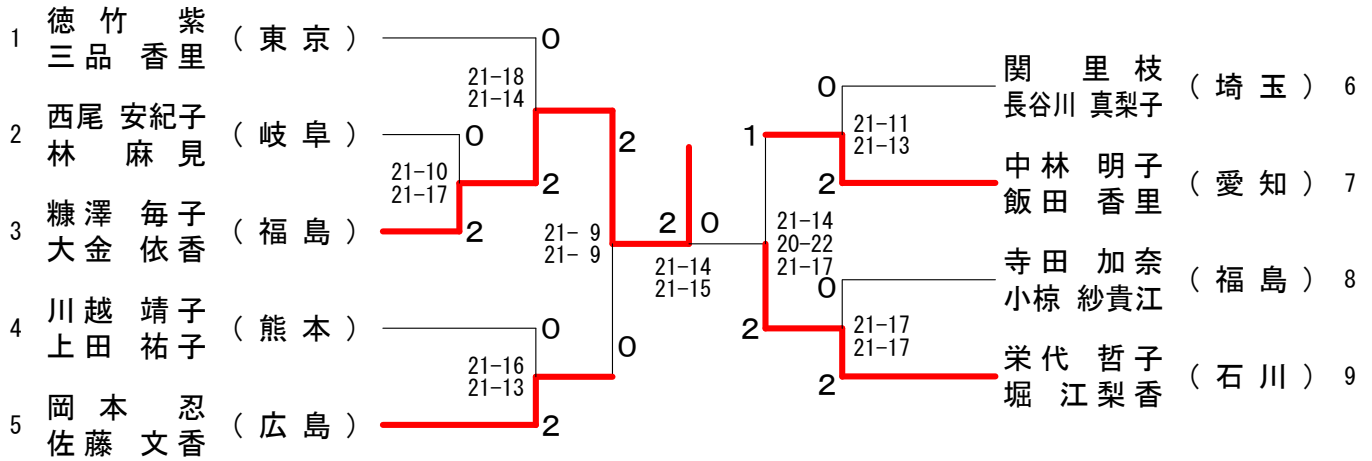 1 徳竹 紫 (東京)
三品 香里
0
21-18
21-14
2 西尾 安紀子 (岐阜)
林 麻見
0
21-10
21-17
2
3 糠澤 毎子 (福島)
大金 依香
2
2
21- 9
21- 9
4 川越 靖子 (熊本)
上田 祐子
0
21-16
21-13
0
5 岡本 忍 (広島)
佐藤 文香
2
2 0
21-14
21-15
関 里枝 (埼玉) 6
長谷川 真梨子
0
21-11
21-13
1
中林 明子 (愛知) 7
飯田 香里
2
21-14
20-22
21-17
寺田 加奈 (福島) 8
小椋 紗貴江
0
21-17
21-17
2
栄代 哲子 (石川) 9
堀江 梨香
2